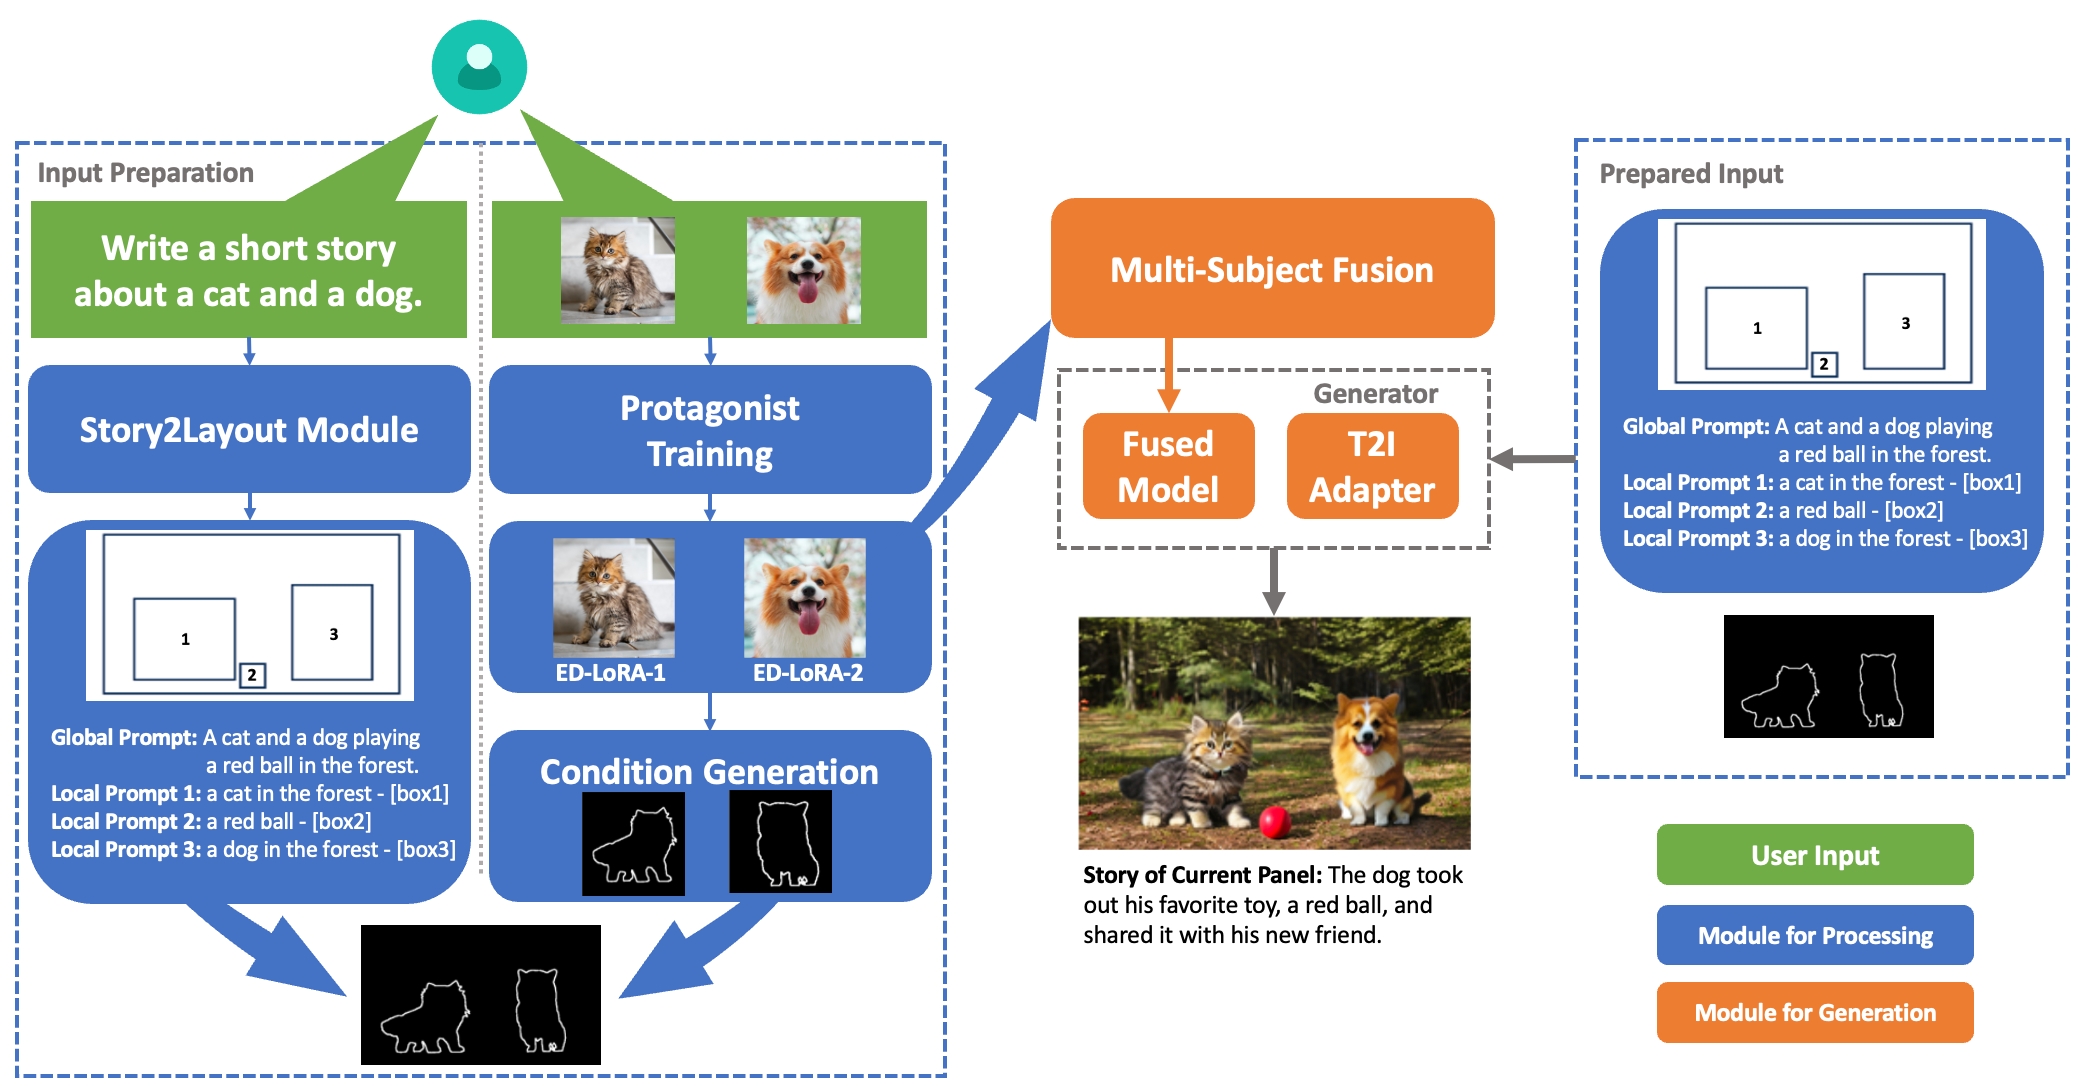 Input Preparation
Write a short story
about a cat and a dog.
Story2Layout Module
1
2
3
Global Prompt: A cat and a dog playing
a red ball in the forest.
Local Prompt 1: a cat in the forest - [box1]
Local Prompt 2: a red ball - [box2]
Local Prompt 3: a dog in the forest - [box3]
Protagonist
Training
ED-LoRA-1
ED-LoRA-2
Condition Generation
Multi-Subject Fusion
Generator
Fused
Model
T2I
Adapter
Story of Current Panel: The dog took
out his favorite toy, a red ball, and
shared it with his new friend.
Prepared Input
1
2
3
Global Prompt: A cat and a dog playing
a red ball in the forest.
Local Prompt 1: a cat in the forest - [box1]
Local Prompt 2: a red ball - [box2]
Local Prompt 3: a dog in the forest - [box3]
User Input
Module for Processing
Module for Generation